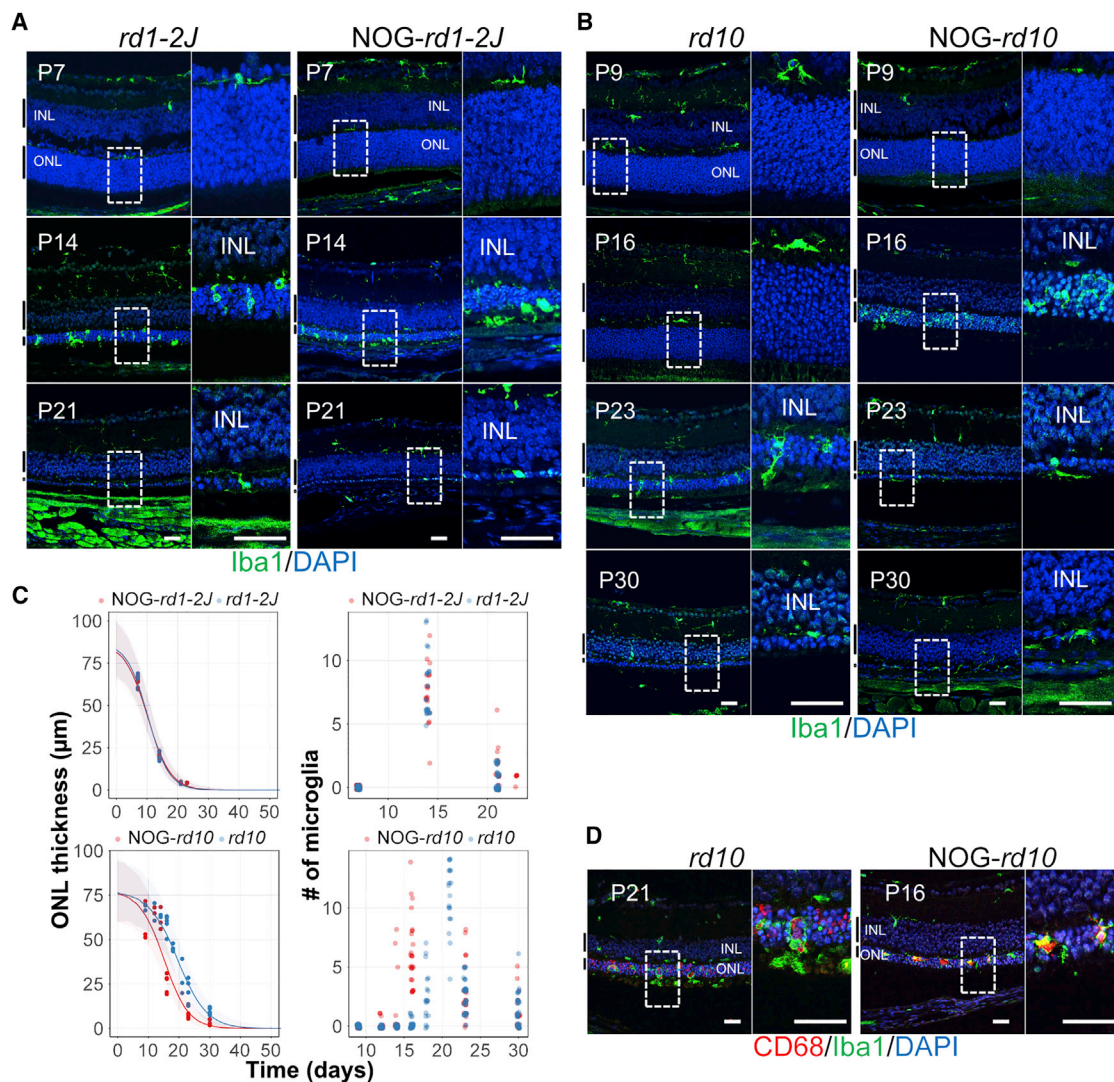 A
rd1-2J
NOG-rd1-2J
P7
INL
ONL
P7
INL
ONL
P14
INL
P14
INL
P21
INL
P21
INL
Iba1/DAPI
B
rd10
NOG-rd10
P9
INL
ONL
P9
INL
ONL
P16
P16
INL
P23
INL
P23
INL
P30
INL
P30
INL
Iba1/DAPI
C
NOG-rd1-2J rd1-2J
NOG-rd1-2J rd1-2J
100
75
50
25
0
0 10 20 30 40 50
10
5
0
10 15 20
NOG-rd10 rd10
NOG-rd10 rd10
100
75
50
25
0
0 10 20 30 40 50
10
5
0
10 15 20 25 30
ONL thickness (µm)
# of microglia
Time (days)
D
rd10
NOG-rd10
P21
INL
ONL
P16
INL
ONL
CD68/Iba1/DAPI